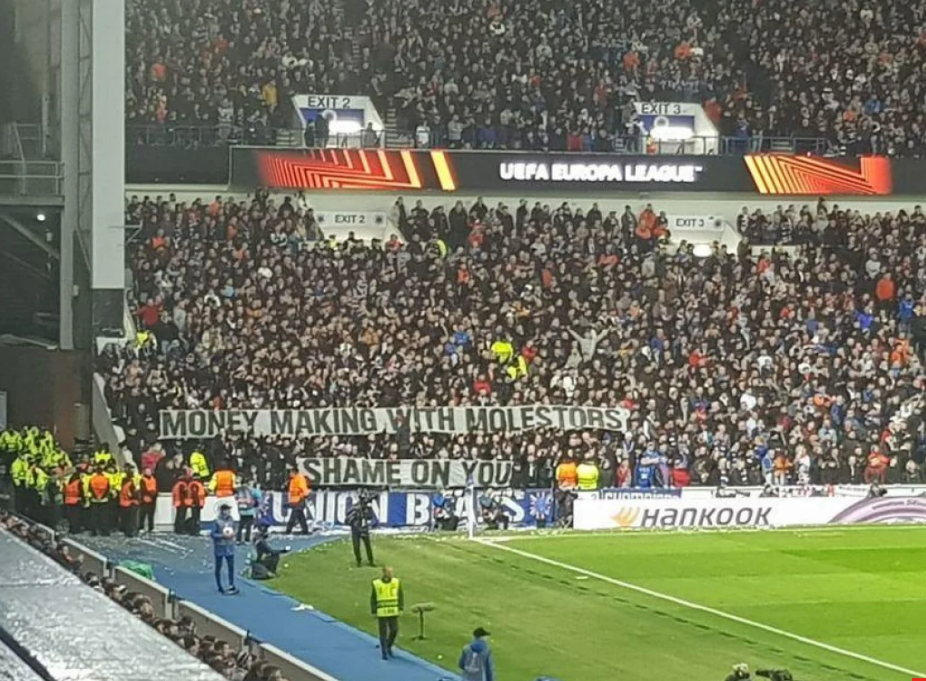 EXIT 2
EXIT 3
UEFA EUROPA LEAGUE™
EXIT 2
EXIT 3
MONEY MAKING WITH MOLESTORS
SHAME ON YOU
UNION BEARS
HANKOOK